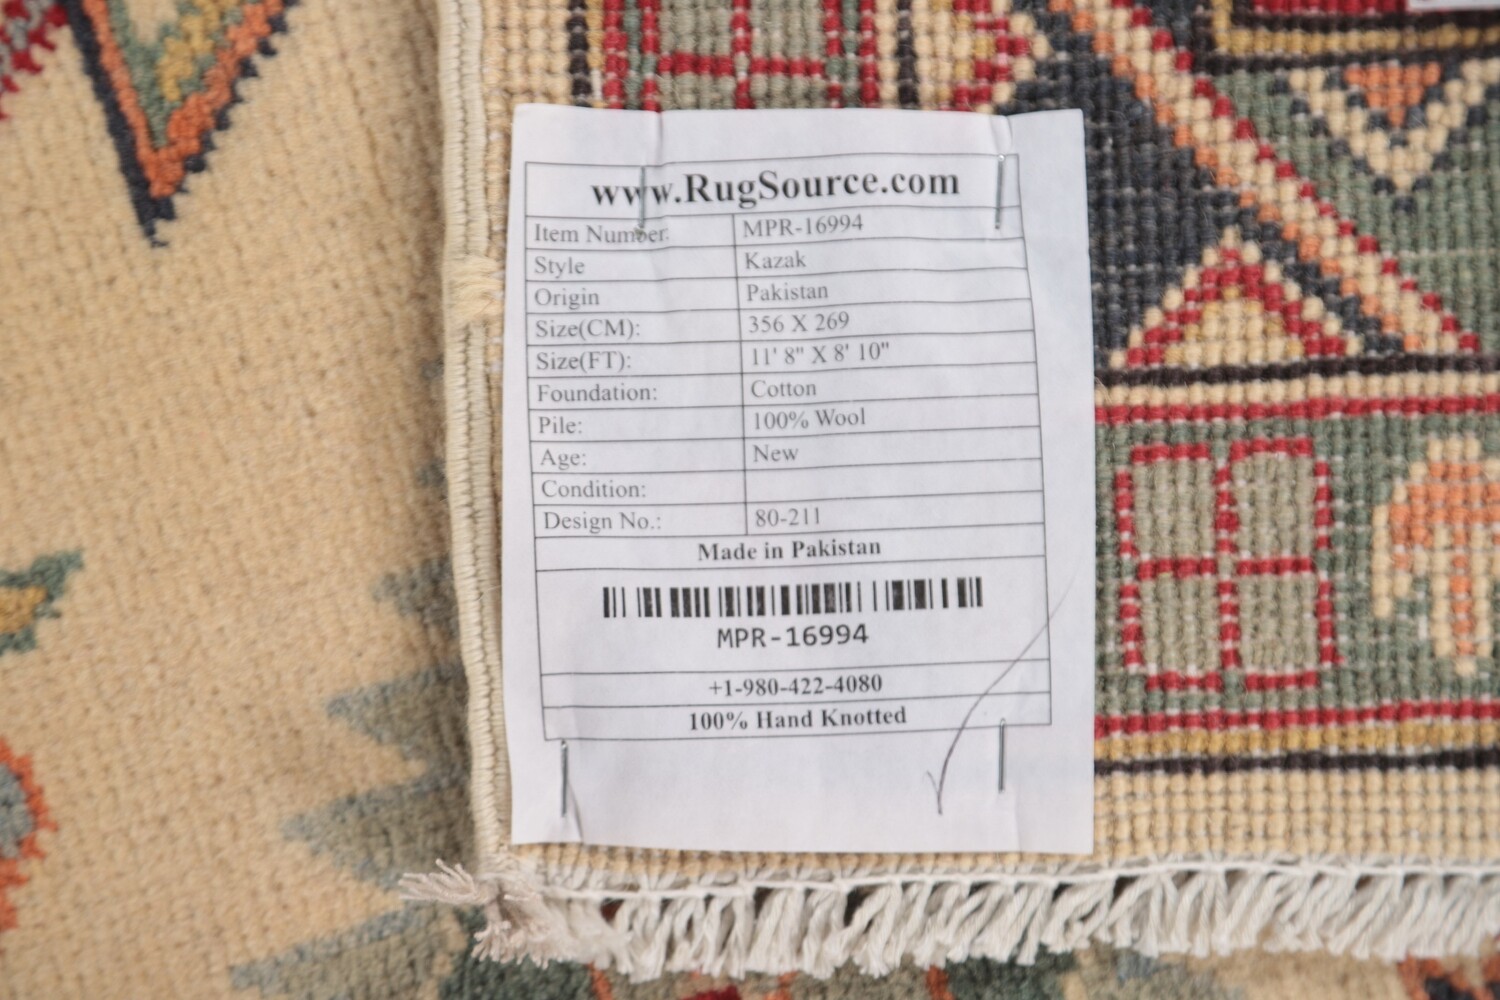 www.RugSource.com
Item Number: MPR-16994
Style Kazak
Origin Pakistan
Size(CM): 356 X 269
Size(FT): 11' 8" X 8' 10"
Foundation: Cotton
Pile: 100% Wool
Age: New
Condition:
Design No.: 80-211
Made in Pakistan
MPR-16994
+1-980-422-4080
100% Hand Knotted